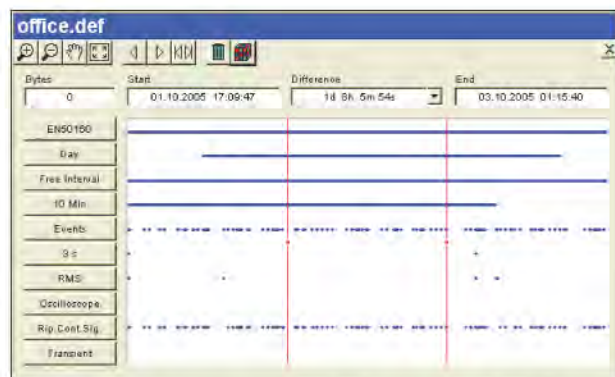 office.def
Bytes Start Difference End
0 01.10.2005 17:09:47 1d 8h 5m 54s 03.10.2005 01:15:40
EN50160
Day
Free Interval
10 Min
Events
3 s
RMS
Oscilloscope
Rip.Cont.Sig.
Transient